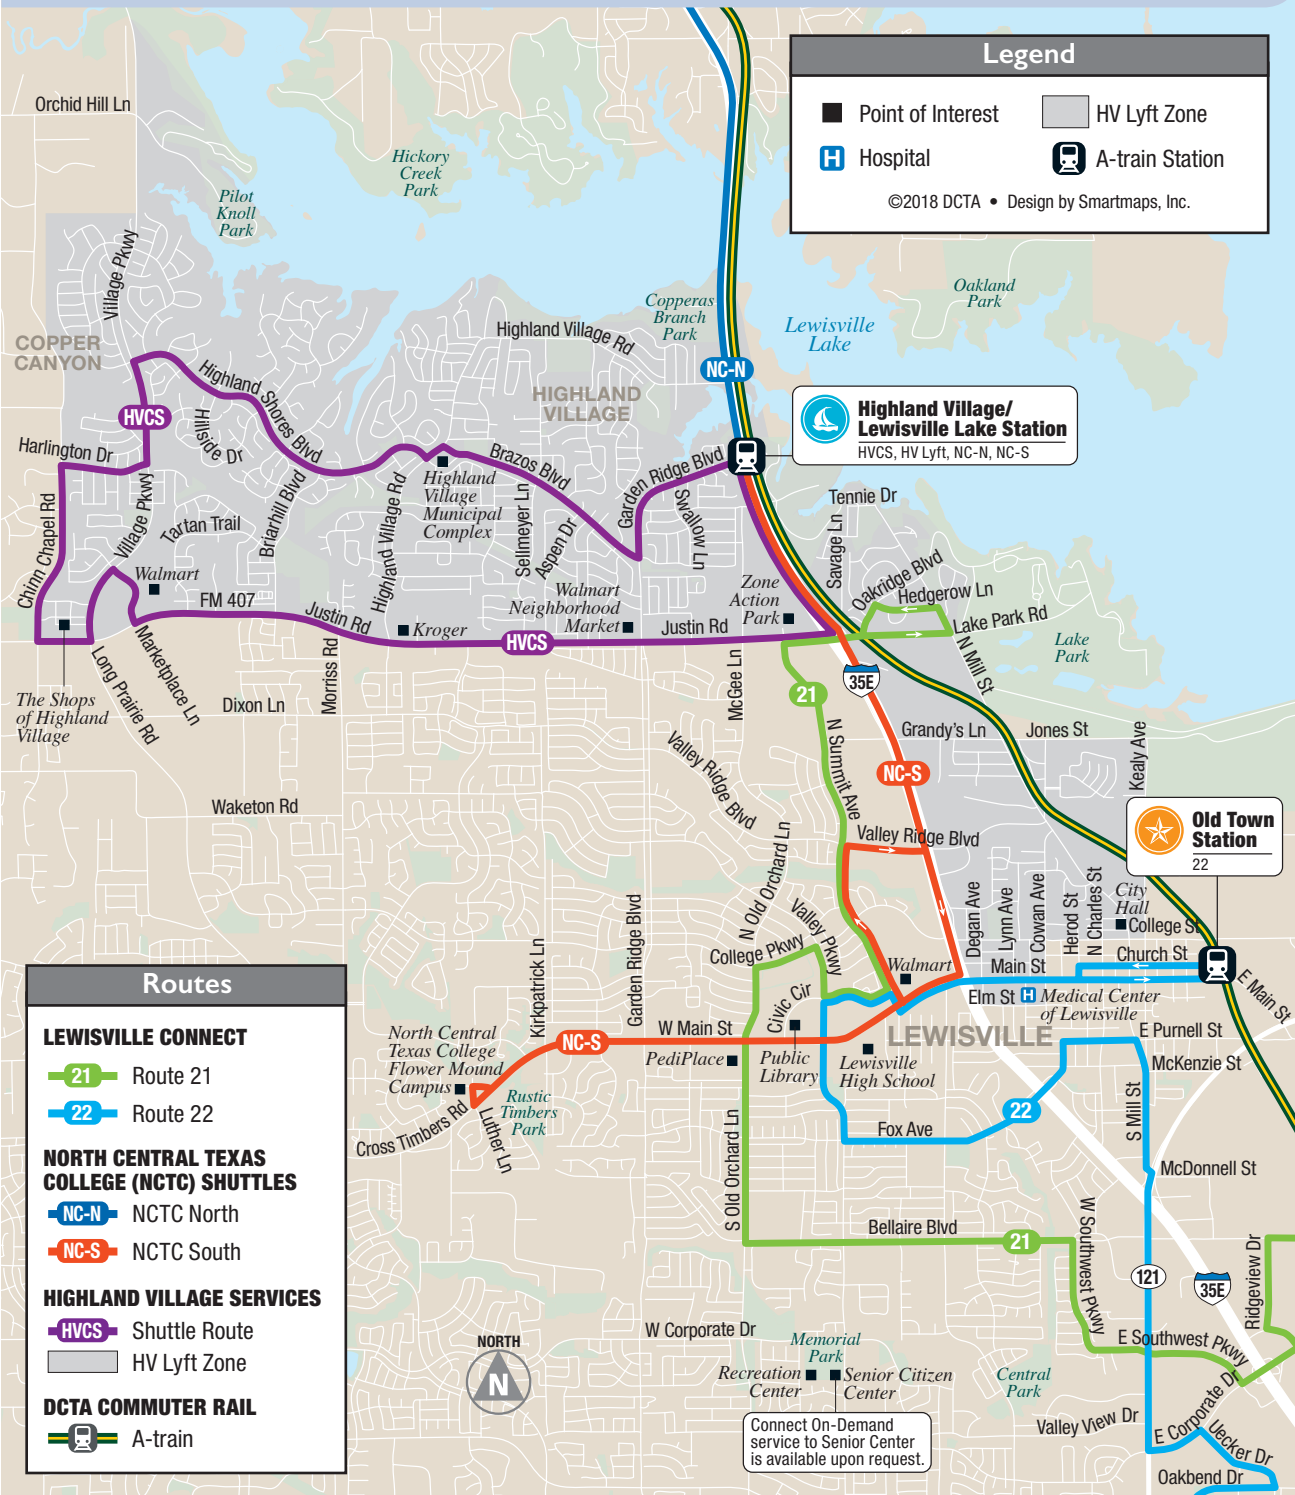 Legend
Point of Interest
HV Lyft Zone
H Hospital
A-train Station
©2018 DCTA • Design by Smartmaps, Inc.
Orchid Hill Ln
Hickory
Creek
Park
Pilot
Knoll
Park
Village Pkwy
Oakland
Park
Copperas
Branch
Park
Lewisville
Lake
Highland Village Rd
COPPER
CANYON
NC-N
HIGHLAND
VILLAGE
Highland Shores Blvd
HVCS
Hillside Dr
Highland Village/
Lewisville Lake Station
HVCS, HV Lyft, NC-N, NC-S
Harlington Dr
Brazos Blvd
Garden Ridge Blvd
Highland
Village
Municipal
Complex
Chinn Chapel Rd
Village Pkwy
Tartan Trail
Briarhill Blvd
Highland Village Rd
Sellmeyer Ln
Aspen Dr
Swallow Ln
Tennie Dr
Savage Ln
Oakridge Blvd
Hedgerow Ln
Lake Park Rd
Walmart
FM 407
Justin Rd
Kroger
HVCS
Walmart
Neighborhood
Market
Justin Rd
Zone
Action
Park
N Mill St
Lake
Park
The Shops
of Highland
Village
Long Prairie Rd
Marketplace Ln
Dixon Ln
Morriss Rd
McGee Ln
21
35E
Grandy's Ln
Jones St
Kealy Ave
Valley Ridge Blvd
N Summit Ave
NC-S
Waketon Rd
Valley Ridge Blvd
Old Town
Station
22
N Old Orchard Ln
Valley Pkwy
College Pkwy
Garden Ridge Blvd
Kirkpatrick Ln
Degan Ave
Lynn Ave
Cowan Ave
Herod St
N Charles St
City
Hall
College St
Church St
Main St
E Main St
Walmart
Elm St
H Medical Center
of Lewisville
Civic Cir
LEWISVILLE
E Purnell St
McKenzie St
North Central
Texas College
Flower Mound
Campus
NC-S
W Main St
PediPlace
Public
Library
Lewisville
High School
Rustic
Timbers
Park
Cross Timbers Rd
Luther Ln
22
Fox Ave
S Mill St
McDonnell St
S Old Orchard Ln
Bellaire Blvd
21
W Southwest Pkwy
121
35E
Ridgeview Dr
E Southwest Pkwy
W Corporate Dr
Memorial
Park
Recreation
Center
Senior Citizen
Center
Central
Park
Connect On-Demand
service to Senior Center
is available upon request.
Valley View Dr
E Corporate Dr
Uecker Dr
Oakbend Dr
NORTH
N
Routes
LEWISVILLE CONNECT
21 Route 21
22 Route 22
NORTH CENTRAL TEXAS
COLLEGE (NCTC) SHUTTLES
NC-N NCTC North
NC-S NCTC South
HIGHLAND VILLAGE SERVICES
HVCS Shuttle Route
HV Lyft Zone
DCTA COMMUTER RAIL
A-train